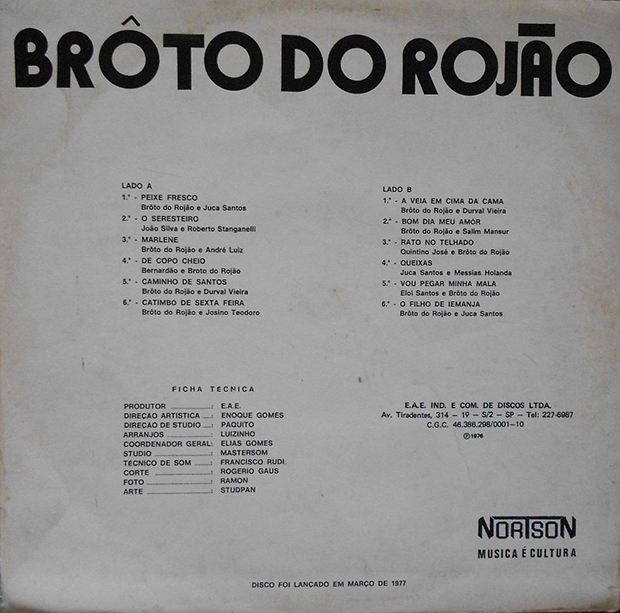 BRÔTO DO ROJÃO
LADO A
1.ª - PEIXE FRESCO
Brôto do Rojão e Juca Santos
2.ª - O SERESTEIRO
João Silva e Roberto Stanganelli
3.ª - MARLENE
Brôto do Rojão e André Luiz
4.ª - DE COPO CHEIO
Bernardão e Broto do Rojão
5.ª - CAMINHO DE SANTOS
Brôto do Rojão e Durval Vieira
6.ª - CATIMBO DE SEXTA FEIRA
Brôto do Rojão e Josino Teodoro
LADO B
1.ª - A VÉIA EM CIMA DA CAMA
Brôto do Rojão e Durval Vieira
2.ª - BOM DIA MEU AMOR
Brôto do Rojão e Salim Mansur
3.ª - RATO NO TELHADO
Quintino José e Brôto do Rojão
4.ª - QUEIXAS
Juca Santos e Messias Holanda
5.ª - VOU PEGAR MINHA MALA
Eloi Santos e Brôto do Rojão
6.ª - O FILHO DE IEMANJA
Brôto do Rojão e Juca Santos
FICHA TÉCNICA
PRODUTOR ............: E.A.E.
DIREÇÃO ARTISTICA ....: ENOQUE GOMES
DIREÇÃO DE STUDIO ...: PAQUITO
ARRANJOS ............: LUIZINHO
COORDENADOR GERAL: ELIAS GOMES
STUDIO ............: MASTERSOM
TÉCNICO DE SOM ......: FRANCISCO RUDI.
CORTE ............: ROGERIO GAUS
FOTO ............: RAMON
ARTE ............: STUDPAN
E.A.E. IND. E COM. DE DISCOS LTDA.
Av. Tiradentes, 314 - 1º - S/2 - SP - Tel: 227-6987
C.G.C. 46.386.298/0001-10
℗1976
NORTSON
MUSICA É CULTURA
DISCO FOI LANÇADO EM MARÇO DE 1977